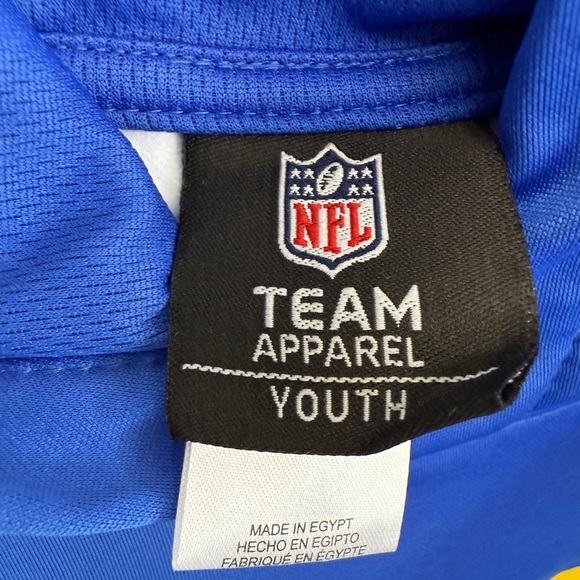 NFL
TEAM
APPAREL
YOUTH
MADE IN EGYPT
HECHO EN EGIPTO
FABRIQUÉ EN ÉGYPTE